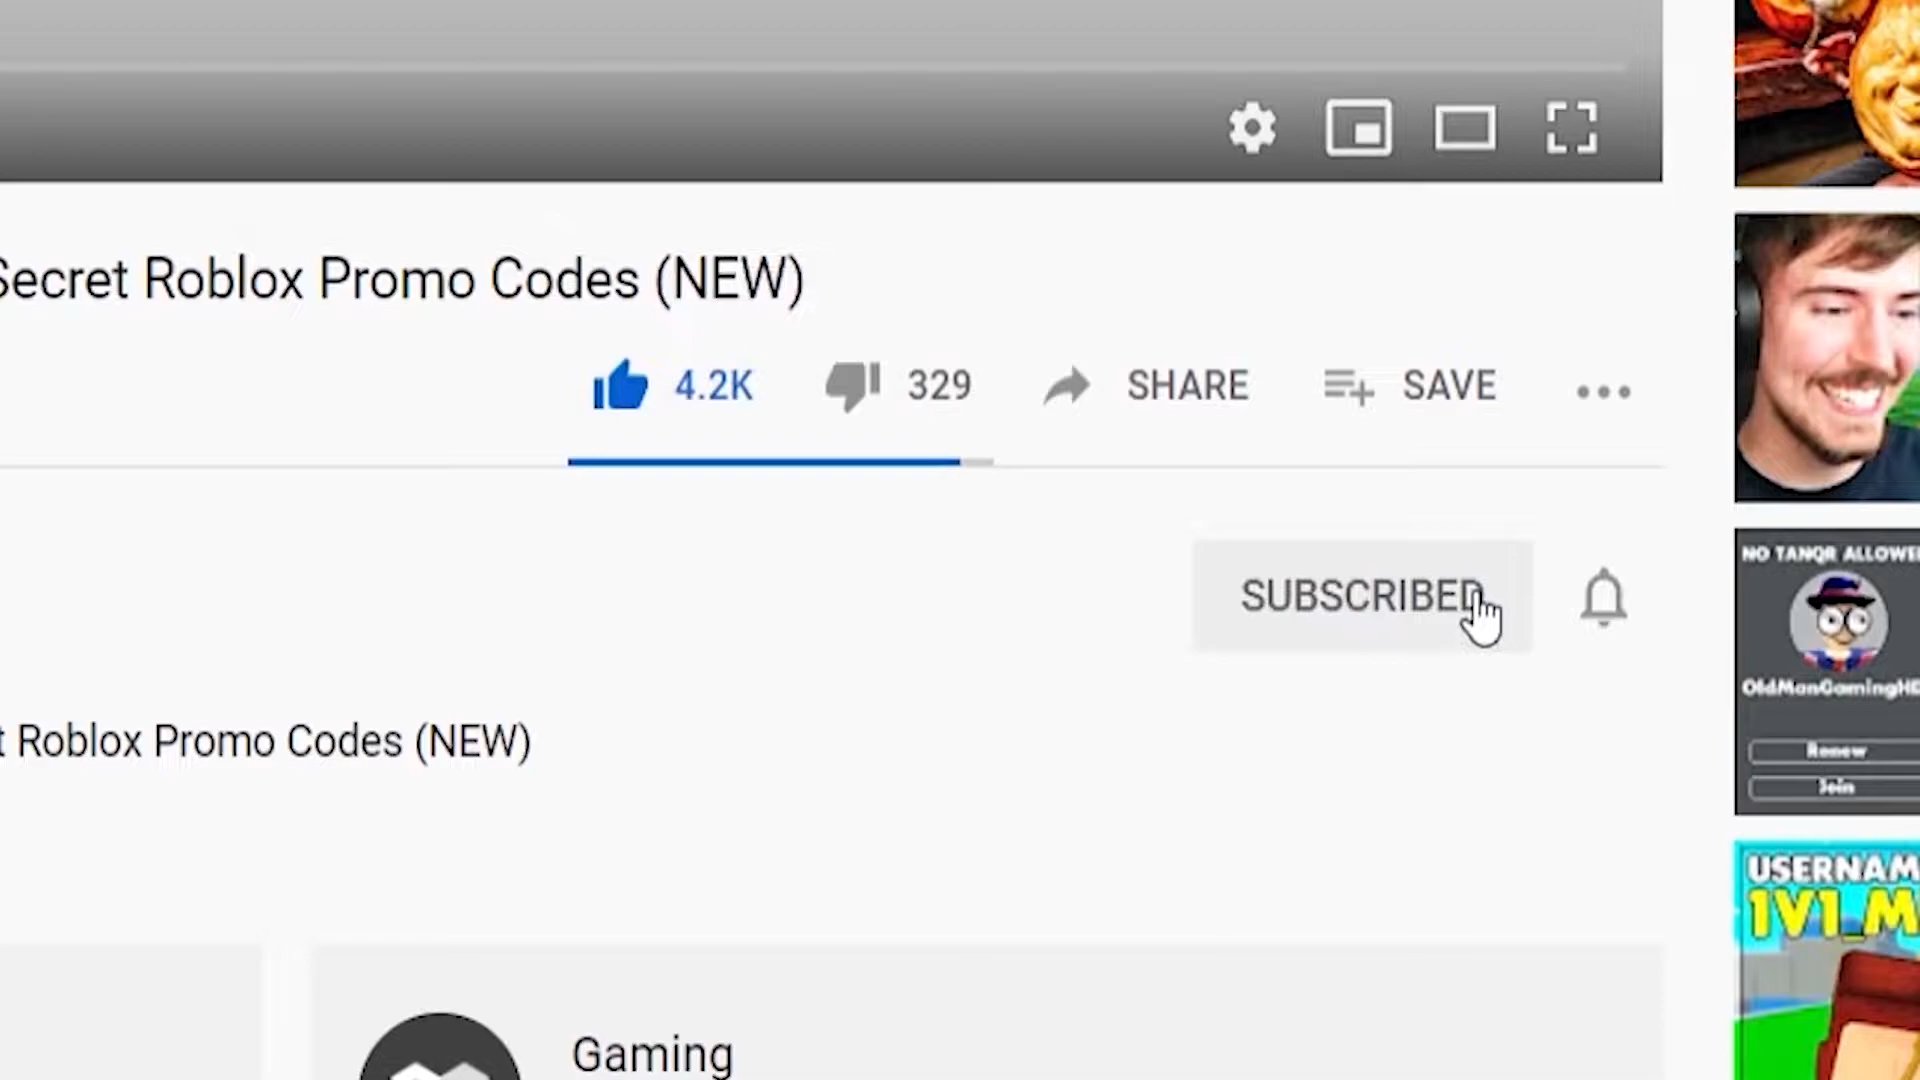 Secret Roblox Promo Codes (NEW)
4.2K
329
SHARE
SAVE
SUBSCRIBED
t Roblox Promo Codes (NEW)
Gaming
NO TANQR ALLOWE
OldManGamingHD
Renew
Join
USERNAM
1V1_M